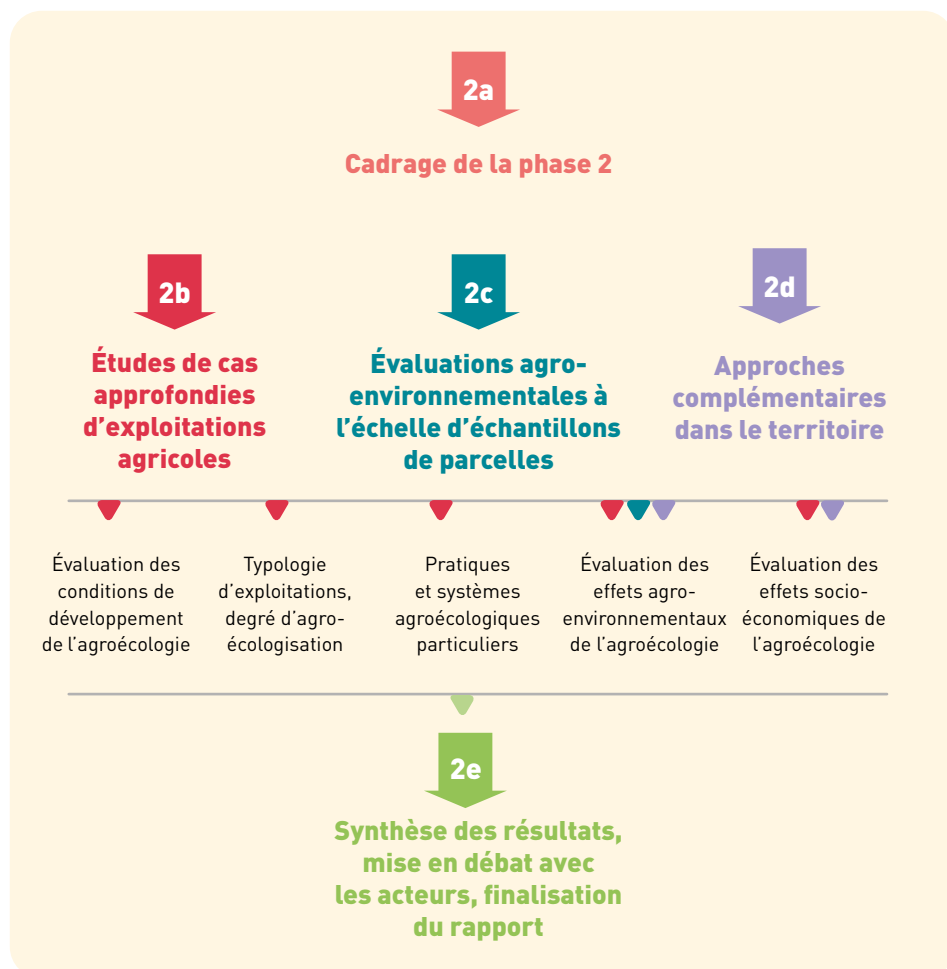 2a
Cadrage de la phase 2
2b
Études de cas
approfondies
d’exploitations
agricoles
2c
Évaluations agro-
environnementales à
l’échelle d’échantillons
de parcelles
2d
Approches
complémentaires
dans le territoire
Évaluation des
conditions de
développement
de l’agroécologie
Typologie
d’exploitations,
degré d’agro-
écologisation
Pratiques
et systèmes
agroécologiques
particuliers
Évaluation des
effets agro-
environnementaux
de l’agroécologie
Évaluation des
effets socio-
économiques de
l’agroécologie
2e
Synthèse des résultats,
mise en débat avec
les acteurs, finalisation
du rapport